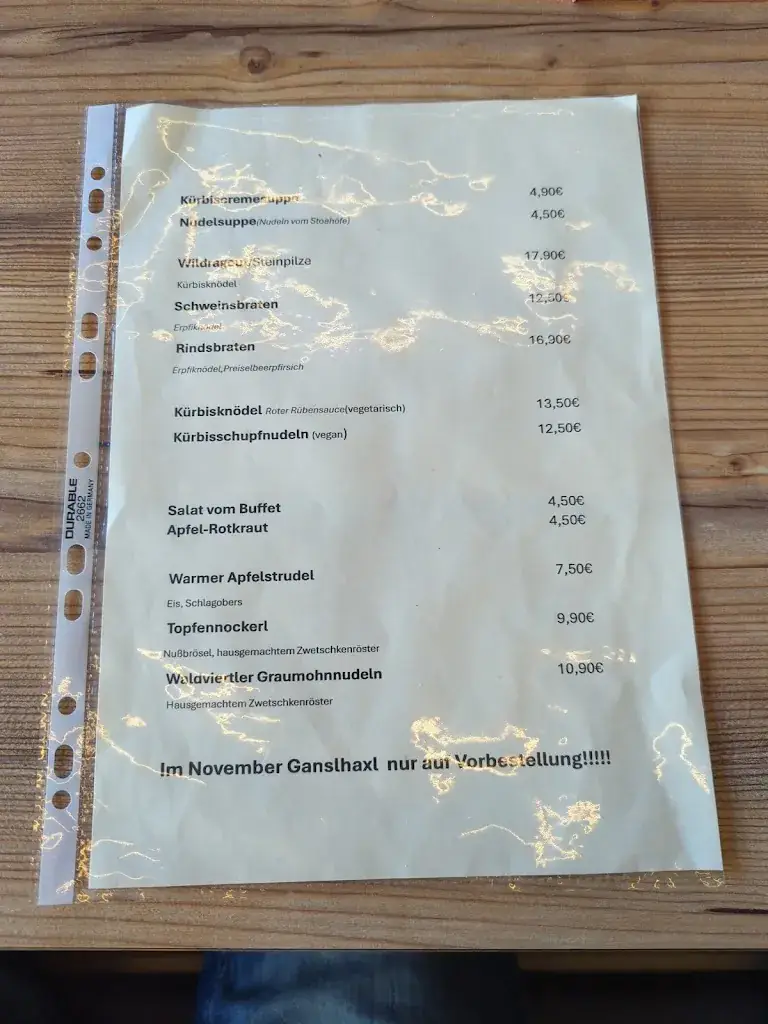 Kürbiscremesuppe 4,90€
Nudelsuppe(Nudeln vom Stoahöfe) 4,50€
Wildragout/Steinpilze 17,90€
Kürbisknödel
Schweinsbraten 12,50€
Erpfiknödel
Rindsbraten 16,90€
Erpfiknödel,Preiselbeerpfirsich
Kürbisknödel Roter Rübensauce(vegetarisch) 13,50€
Kürbisschupfnudeln (vegan) 12,50€
Salat vom Buffet 4,50€
Apfel-Rotkraut 4,50€
Warmer Apfelstrudel 7,50€
Eis, Schlagobers
Topfennockerl 9,90€
Nußbrösel, hausgemachtem Zwetschkenröster
Waldviertler Graumohnnudeln 10,90€
Hausgemachtem Zwetschkenröster
Im November Ganslhaxl nur auf Vorbestellung!!!!!
DURABLE
2662
MADE IN GERMANY